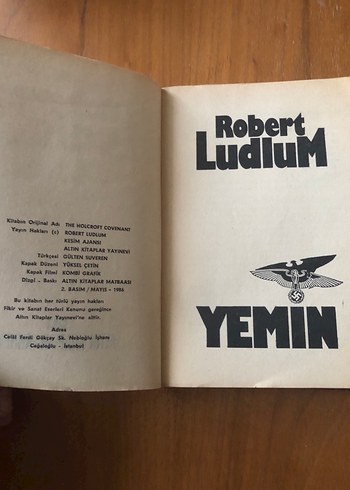 Kitabın Orijinal Adı THE HOLCROFT COVENANT
Yayın Hakları (c) ROBERT LUDLUM
KESİM AJANSI
ALTIN KİTAPLAR YAYINEVİ
Türkçesi GÜLTEN SUVEREN
Kapak Düzeni YÜKSEL ÇETİN
Kapak Filmi KOMBİ GRAFİK
Dizgi - Baskı ALTIN KİTAPLAR MATBAASI
2. BASIM / MAYIS - 1986
Bu kitabın her türlü yayın hakları
Fikir ve Sanat Eserleri Kanunu gereğince
Altın Kitaplar Yayınevi'ne aittir.
Adres
Celâl Ferdi Gökçay Sk. Nebioğlu İşhanı
Cağaloğlu - İstanbul
Robert
LudluM
YEMİN